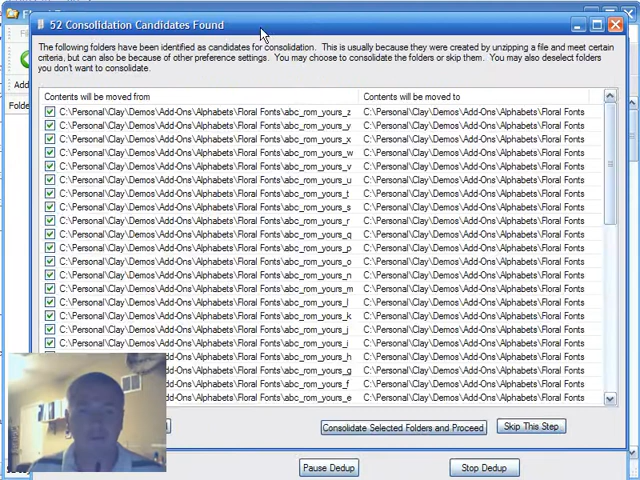 52 Consolidation Candidates Found
The following folders have been identified as candidates for consolidation. This is usually because they were created by unzipping a file and meet certain
criteria, but can also be because of other preference settings. You may choose to consolidate the folders or skip them. You may also deselect folders
you don't want to consolidate.
Add
Folde
Contents will be moved from Contents will be moved to
C:\Personal\Clay\Demos\Add-Ons\Alphabets\Floral Fonts\abc_rom_yours_z C:\Personal\Clay\Demos\Add-Ons\Alphabets\Floral Fonts
C:\Personal\Clay\Demos\Add-Ons\Alphabets\Floral Fonts\abc_rom_yours_y C:\Personal\Clay\Demos\Add-Ons\Alphabets\Floral Fonts
C:\Personal\Clay\Demos\Add-Ons\Alphabets\Floral Fonts\abc_rom_yours_x C:\Personal\Clay\Demos\Add-Ons\Alphabets\Floral Fonts
C:\Personal\Clay\Demos\Add-Ons\Alphabets\Floral Fonts\abc_rom_yours_w C:\Personal\Clay\Demos\Add-Ons\Alphabets\Floral Fonts
C:\Personal\Clay\Demos\Add-Ons\Alphabets\Floral Fonts\abc_rom_yours_v C:\Personal\Clay\Demos\Add-Ons\Alphabets\Floral Fonts
C:\Personal\Clay\Demos\Add-Ons\Alphabets\Floral Fonts\abc_rom_yours_u C:\Personal\Clay\Demos\Add-Ons\Alphabets\Floral Fonts
C:\Personal\Clay\Demos\Add-Ons\Alphabets\Floral Fonts\abc_rom_yours_t C:\Personal\Clay\Demos\Add-Ons\Alphabets\Floral Fonts
C:\Personal\Clay\Demos\Add-Ons\Alphabets\Floral Fonts\abc_rom_yours_s C:\Personal\Clay\Demos\Add-Ons\Alphabets\Floral Fonts
C:\Personal\Clay\Demos\Add-Ons\Alphabets\Floral Fonts\abc_rom_yours_r C:\Personal\Clay\Demos\Add-Ons\Alphabets\Floral Fonts
C:\Personal\Clay\Demos\Add-Ons\Alphabets\Floral Fonts\abc_rom_yours_q C:\Personal\Clay\Demos\Add-Ons\Alphabets\Floral Fonts
C:\Personal\Clay\Demos\Add-Ons\Alphabets\Floral Fonts\abc_rom_yours_p C:\Personal\Clay\Demos\Add-Ons\Alphabets\Floral Fonts
C:\Personal\Clay\Demos\Add-Ons\Alphabets\Floral Fonts\abc_rom_yours_o C:\Personal\Clay\Demos\Add-Ons\Alphabets\Floral Fonts
C:\Personal\Clay\Demos\Add-Ons\Alphabets\Floral Fonts\abc_rom_yours_n C:\Personal\Clay\Demos\Add-Ons\Alphabets\Floral Fonts
C:\Personal\Clay\Demos\Add-Ons\Alphabets\Floral Fonts\abc_rom_yours_m C:\Personal\Clay\Demos\Add-Ons\Alphabets\Floral Fonts
C:\Personal\Clay\Demos\Add-Ons\Alphabets\Floral Fonts\abc_rom_yours_l C:\Personal\Clay\Demos\Add-Ons\Alphabets\Floral Fonts
C:\Personal\Clay\Demos\Add-Ons\Alphabets\Floral Fonts\abc_rom_yours_k C:\Personal\Clay\Demos\Add-Ons\Alphabets\Floral Fonts
C:\Personal\Clay\Demos\Add-Ons\Alphabets\Floral Fonts\abc_rom_yours_j C:\Personal\Clay\Demos\Add-Ons\Alphabets\Floral Fonts
C:\Personal\Clay\Demos\Add-Ons\Alphabets\Floral Fonts\abc_rom_yours_i C:\Personal\Clay\Demos\Add-Ons\Alphabets\Floral Fonts
\Personal\Clay\Demos\Add-Ons\Alphabets\Floral Fonts\abc_rom_yours_h C:\Personal\Clay\Demos\Add-Ons\Alphabets\Floral Fonts
ay\Demos\Add-Ons\Alphabets\Floral Fonts\abc_rom_yours_g C:\Personal\Clay\Demos\Add-Ons\Alphabets\Floral Fonts
ay\Demos\Add-Ons\Alphabets\Floral Fonts\abc_rom_yours_f C:\Personal\Clay\Demos\Add-Ons\Alphabets\Floral Fonts
ay\Demos\Add-Ons\Alphabets\Floral Fonts\abc_rom_yours_e C:\Personal\Clay\Demos\Add-Ons\Alphabets\Floral Fonts
Consolidate Selected Folders and Proceed Skip This Step
Pause Dedup Stop Dedup